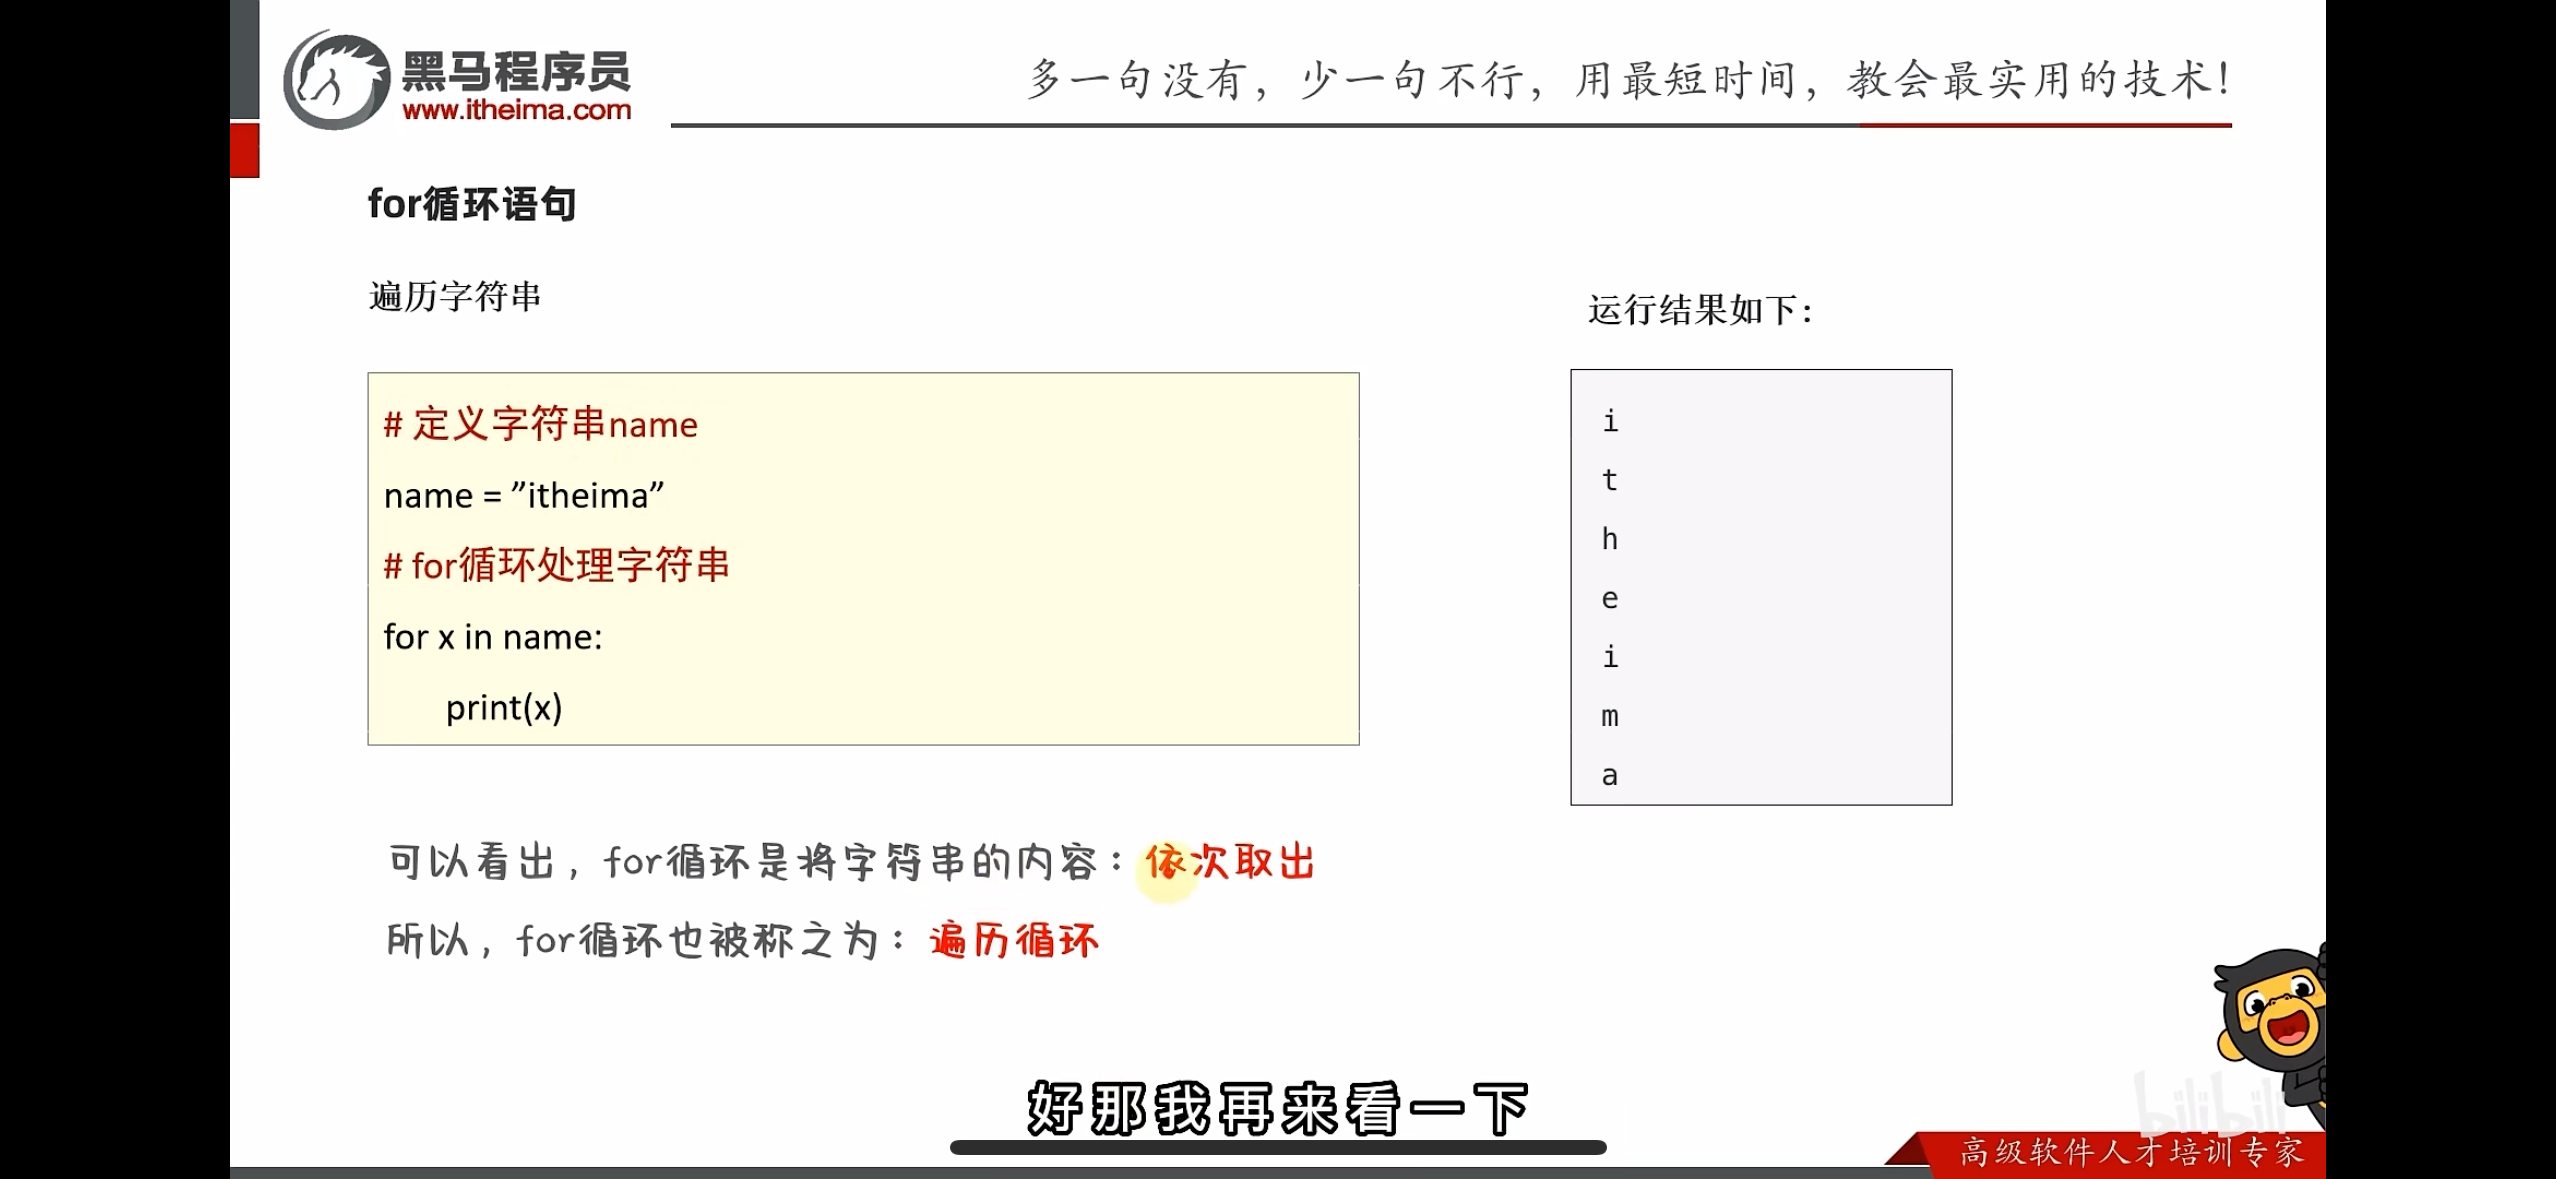 黑马程序员
www.itheima.com
多一句没有，少一句不行，用最短时间，教会最实用的技术！
for循环语句
遍历字符串
# 定义字符串name
name = ”itheima”
# for循环处理字符串
for x in name:
print(x)
运行结果如下：
i
t
h
e
i
m
a
可以看出，for循环是将字符串的内容：依次取出
所以，for循环也被称之为：遍历循环
好那我再来看一下
bilibili
高级软件人才培训专家